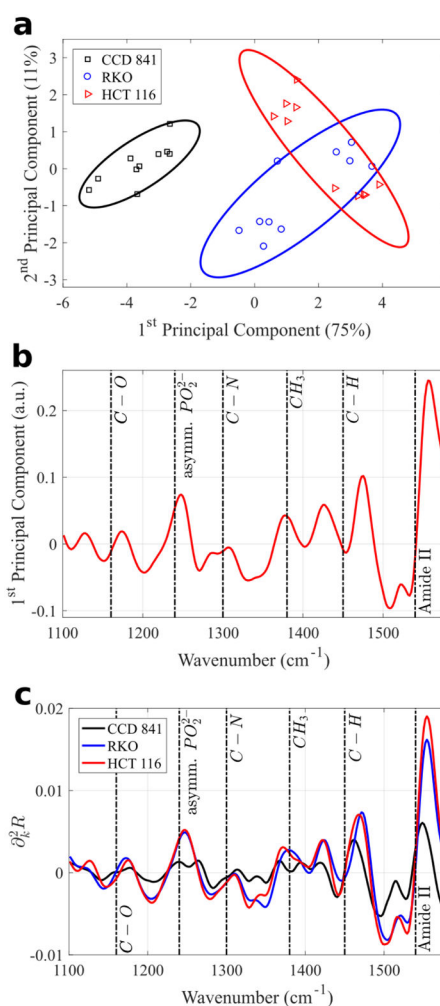 a
2nd Principal Component (11%)
3
2
1
0
-1
-2
-3
CCD 841
RKO
HCT 116
-6
-4
-2
0
2
4
1st Principal Component (75%)
b
1st Principal Component (a.u.)
0.2
0.1
0
-0.1
C − O
asymm. PO2^2−
C − N
CH3
C − H
Amide II
1100
1200
1300
1400
1500
Wavenumber (cm-1)
c
∂²kR
0.02
0.01
0
-0.01
CCD 841
RKO
HCT 116
C − O
asymm. PO2^2−
C − N
CH3
C − H
Amide II
1100
1200
1300
1400
1500
Wavenumber (cm-1)